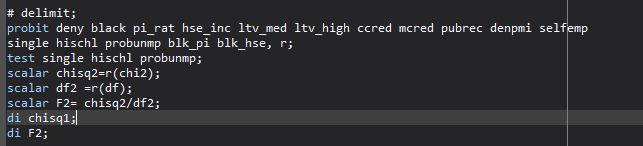 # delimit;
probit deny black pi_rat hse_inc ltv_med ltv_high ccred mcred pubrec denpmi selfemp
single hischl probunmp blk_pi blk_hse, r;
test single hischl probunmp;
scalar chisq2=r(chi2);
scalar df2 =r(df);
scalar F2= chisq2/df2;
di chisq1;
di F2;